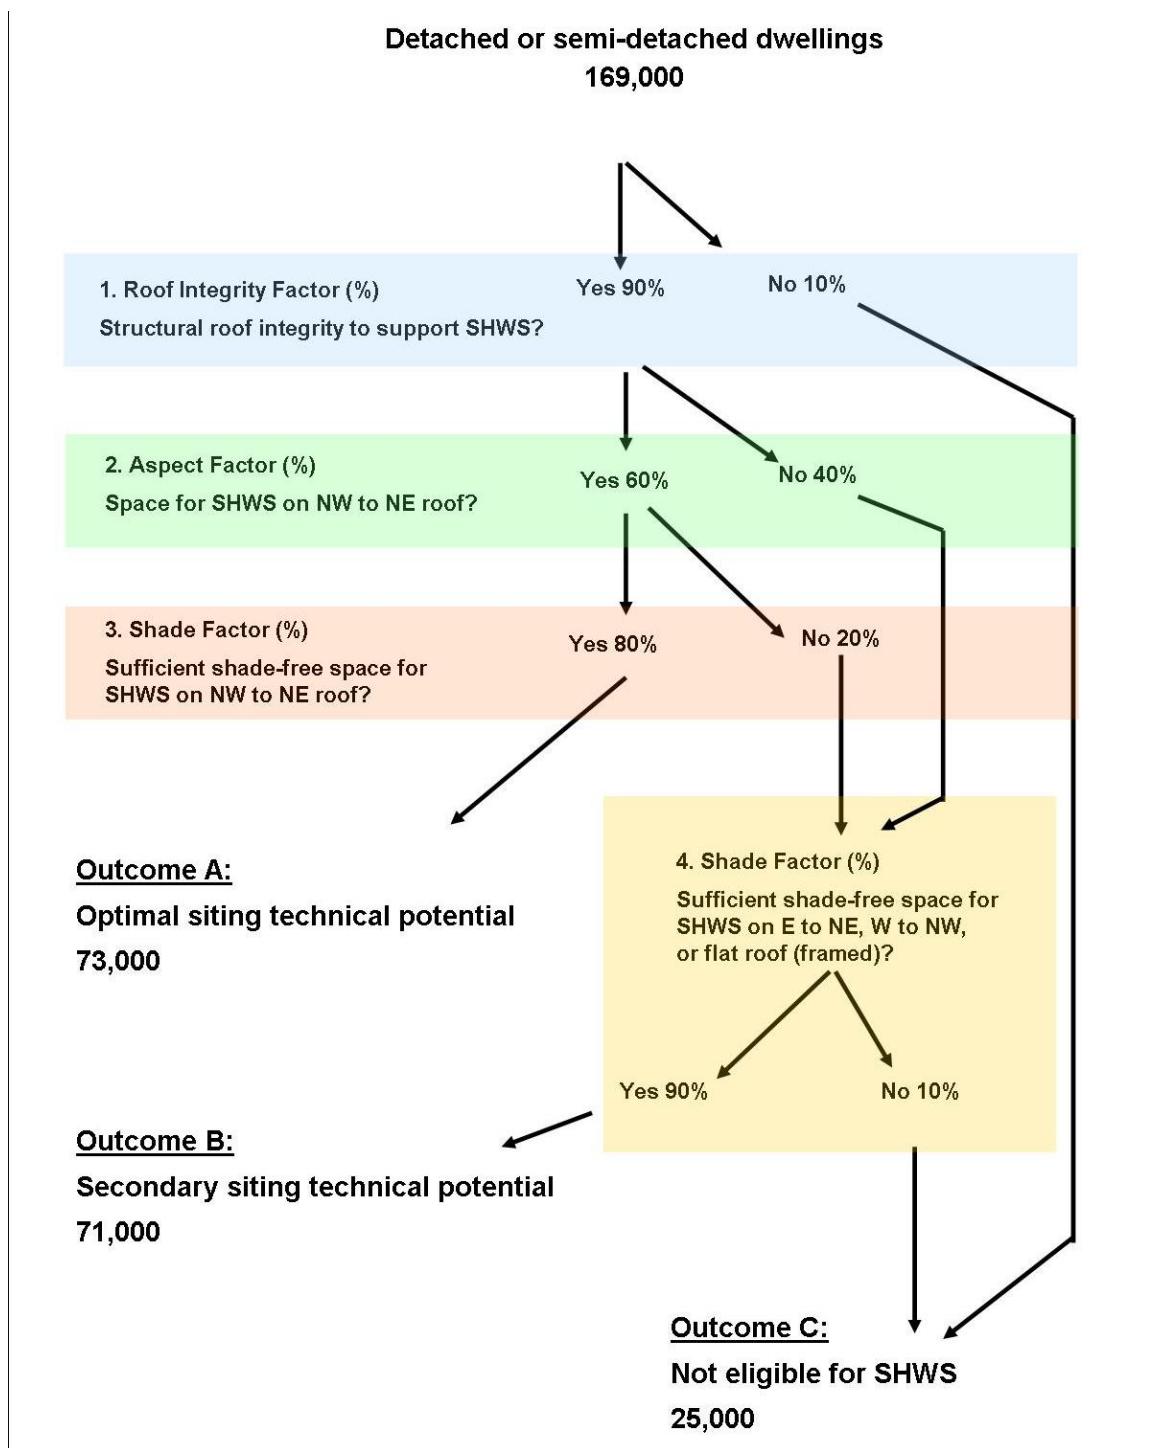 Detached or semi-detached dwellings
169,000
1. Roof Integrity Factor (%)
Structural roof integrity to support SHWS?
Yes 90%
No 10%
2. Aspect Factor (%)
Space for SHWS on NW to NE roof?
Yes 60%
No 40%
3. Shade Factor (%)
Sufficient shade-free space for
SHWS on NW to NE roof?
Yes 80%
No 20%
Outcome A:
Optimal siting technical potential
73,000
4. Shade Factor (%)
Sufficient shade-free space for
SHWS on E to NE, W to NW,
or flat roof (framed)?
Yes 90%
No 10%
Outcome B:
Secondary siting technical potential
71,000
Outcome C:
Not eligible for SHWS
25,000